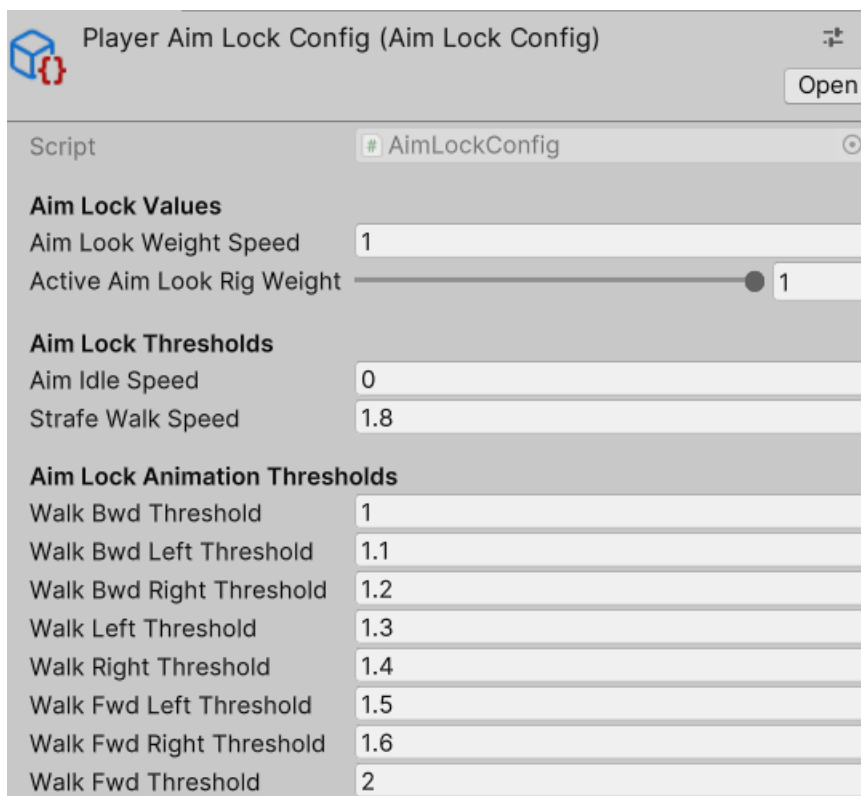 Player Aim Lock Config (Aim Lock Config)
Open
Script # AimLockConfig
Aim Lock Values
Aim Look Weight Speed 1
Active Aim Look Rig Weight 1
Aim Lock Thresholds
Aim Idle Speed 0
Strafe Walk Speed 1.8
Aim Lock Animation Thresholds
Walk Bwd Threshold 1
Walk Bwd Left Threshold 1.1
Walk Bwd Right Threshold 1.2
Walk Left Threshold 1.3
Walk Right Threshold 1.4
Walk Fwd Left Threshold 1.5
Walk Fwd Right Threshold 1.6
Walk Fwd Threshold 2